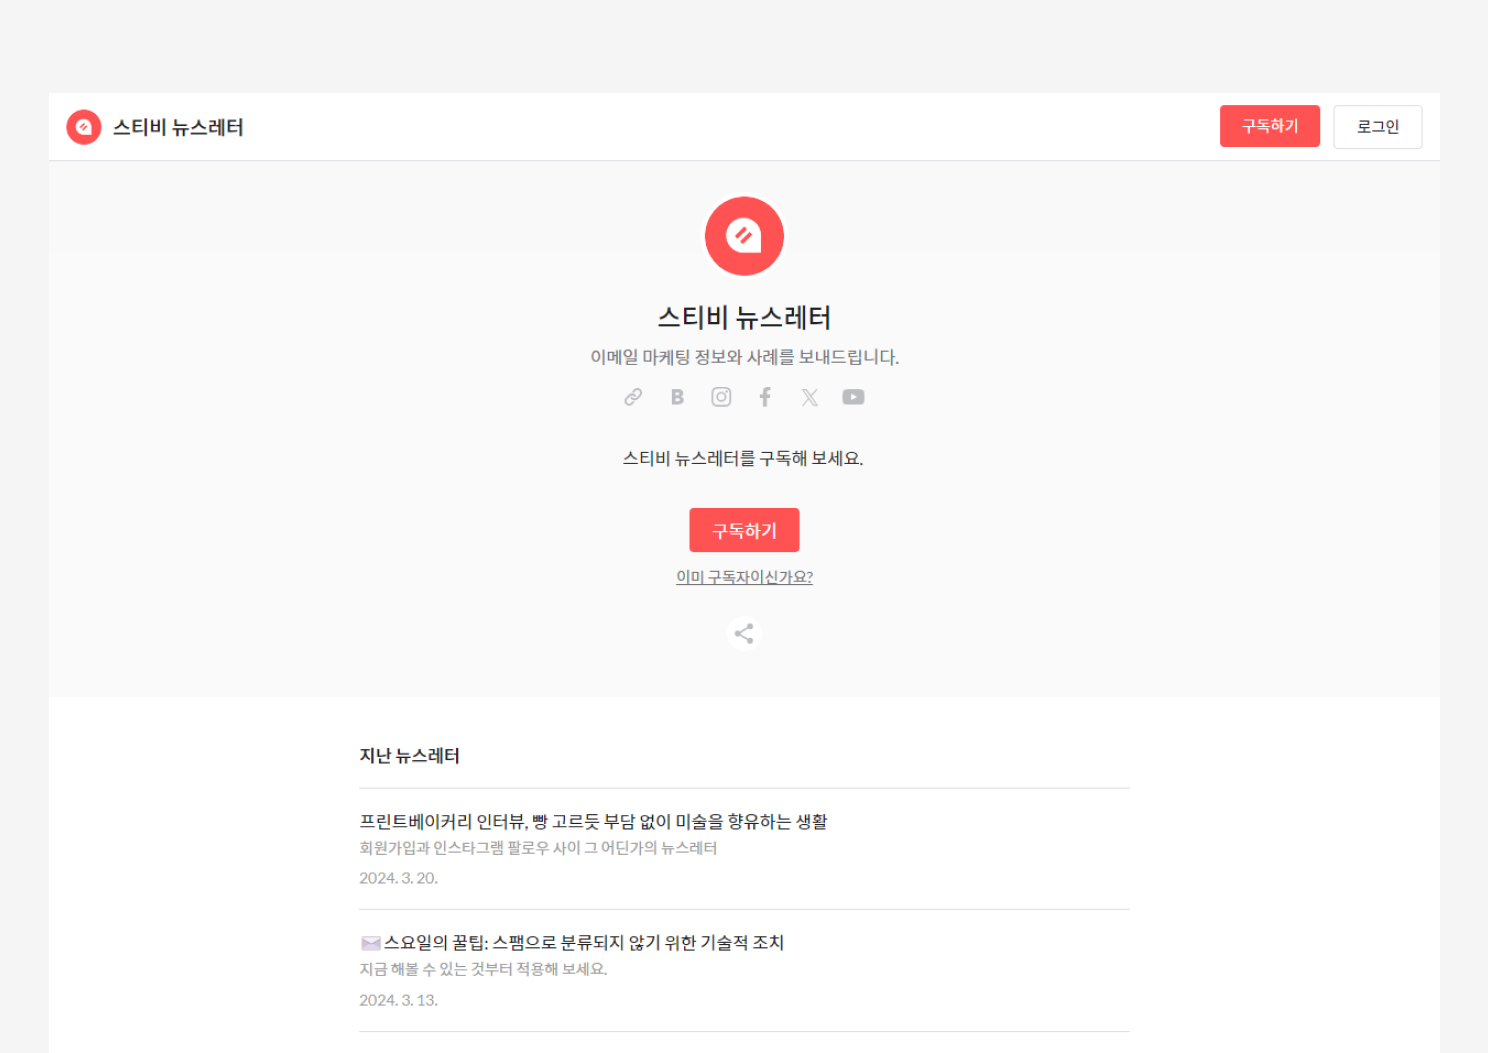 스티비 뉴스레터
구독하기
로그인
스티비 뉴스레터
이메일 마케팅 정보와 사례를 보내드립니다.
스티비 뉴스레터를 구독해 보세요.
구독하기
이미 구독자이신가요?
지난 뉴스레터
프린트베이커리 인터뷰, 빵 고르듯 부담 없이 미술을 향유하는 생활
회원가입과 인스타그램 팔로우 사이 그 어딘가의 뉴스레터
2024. 3. 20.
스요일의 꿀팁: 스팸으로 분류되지 않기 위한 기술적 조치
지금 해볼 수 있는 것부터 적용해 보세요.
2024. 3. 13.